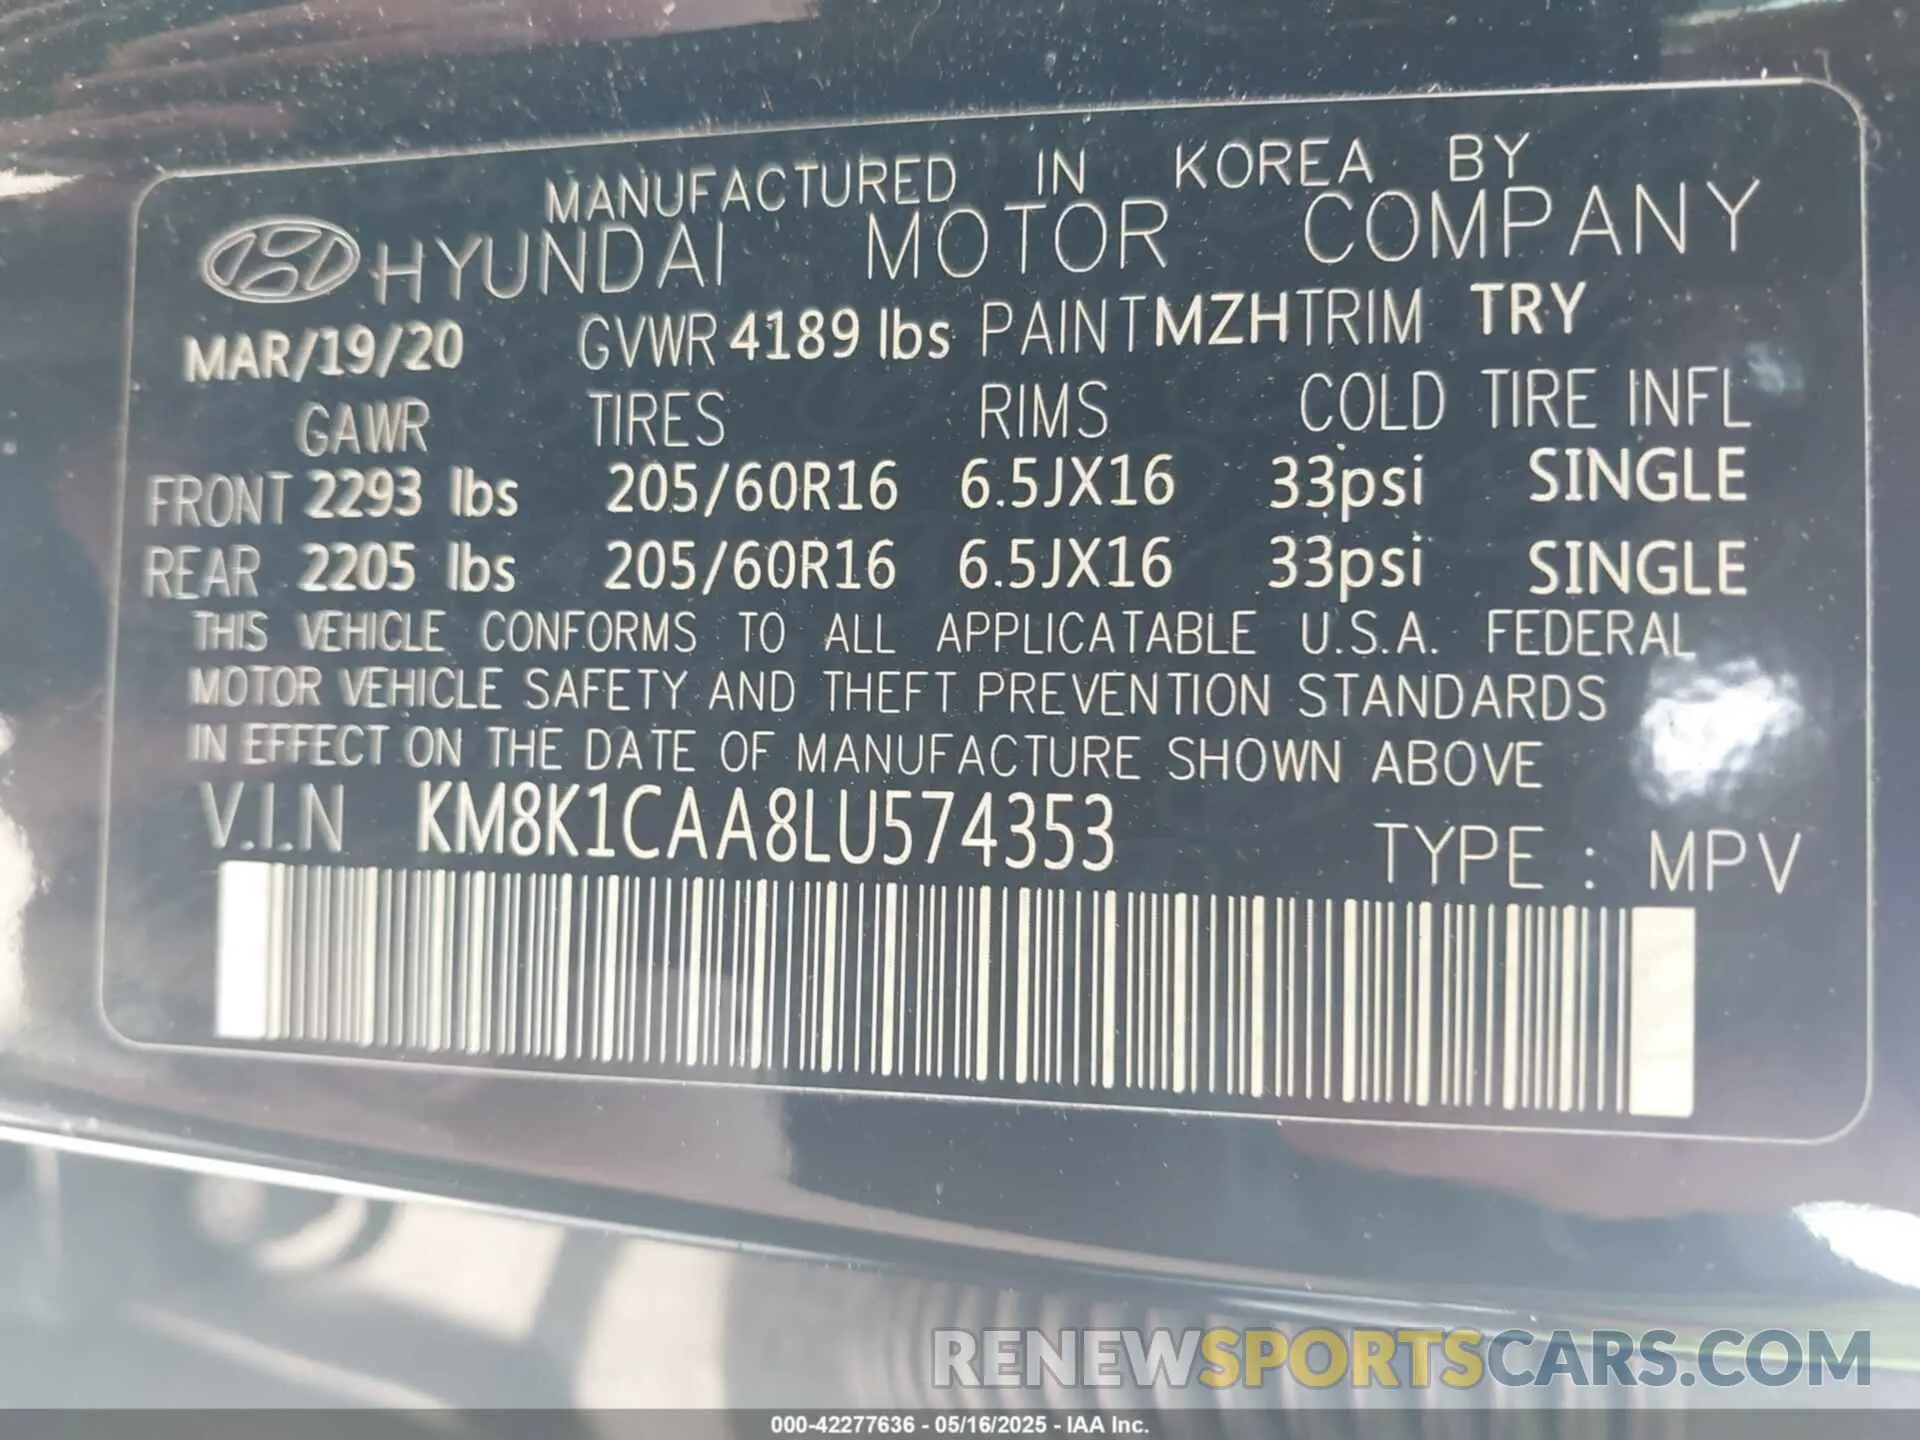 MANUFACTURED IN KOREA BY
HYUNDAI MOTOR COMPANY
MAR/19/20 GVWR 4189 lbs PAINT MZH TRIM TRY
GAWR TIRES RIMS COLD TIRE INFL
FRONT 2293 lbs 205/60R16 6.5JX16 33psi SINGLE
REAR 2205 lbs 205/60R16 6.5JX16 33psi SINGLE
THIS VEHICLE CONFORMS TO ALL APPLICATABLE U.S.A. FEDERAL
MOTOR VEHICLE SAFETY AND THEFT PREVENTION STANDARDS
IN EFFECT ON THE DATE OF MANUFACTURE SHOWN ABOVE
V.I.N KM8K1CAA8LU574353
TYPE : MPV
RENEWSPORTSCARS.COM
000-42277636 - 05/16/2025 - IAA Inc.